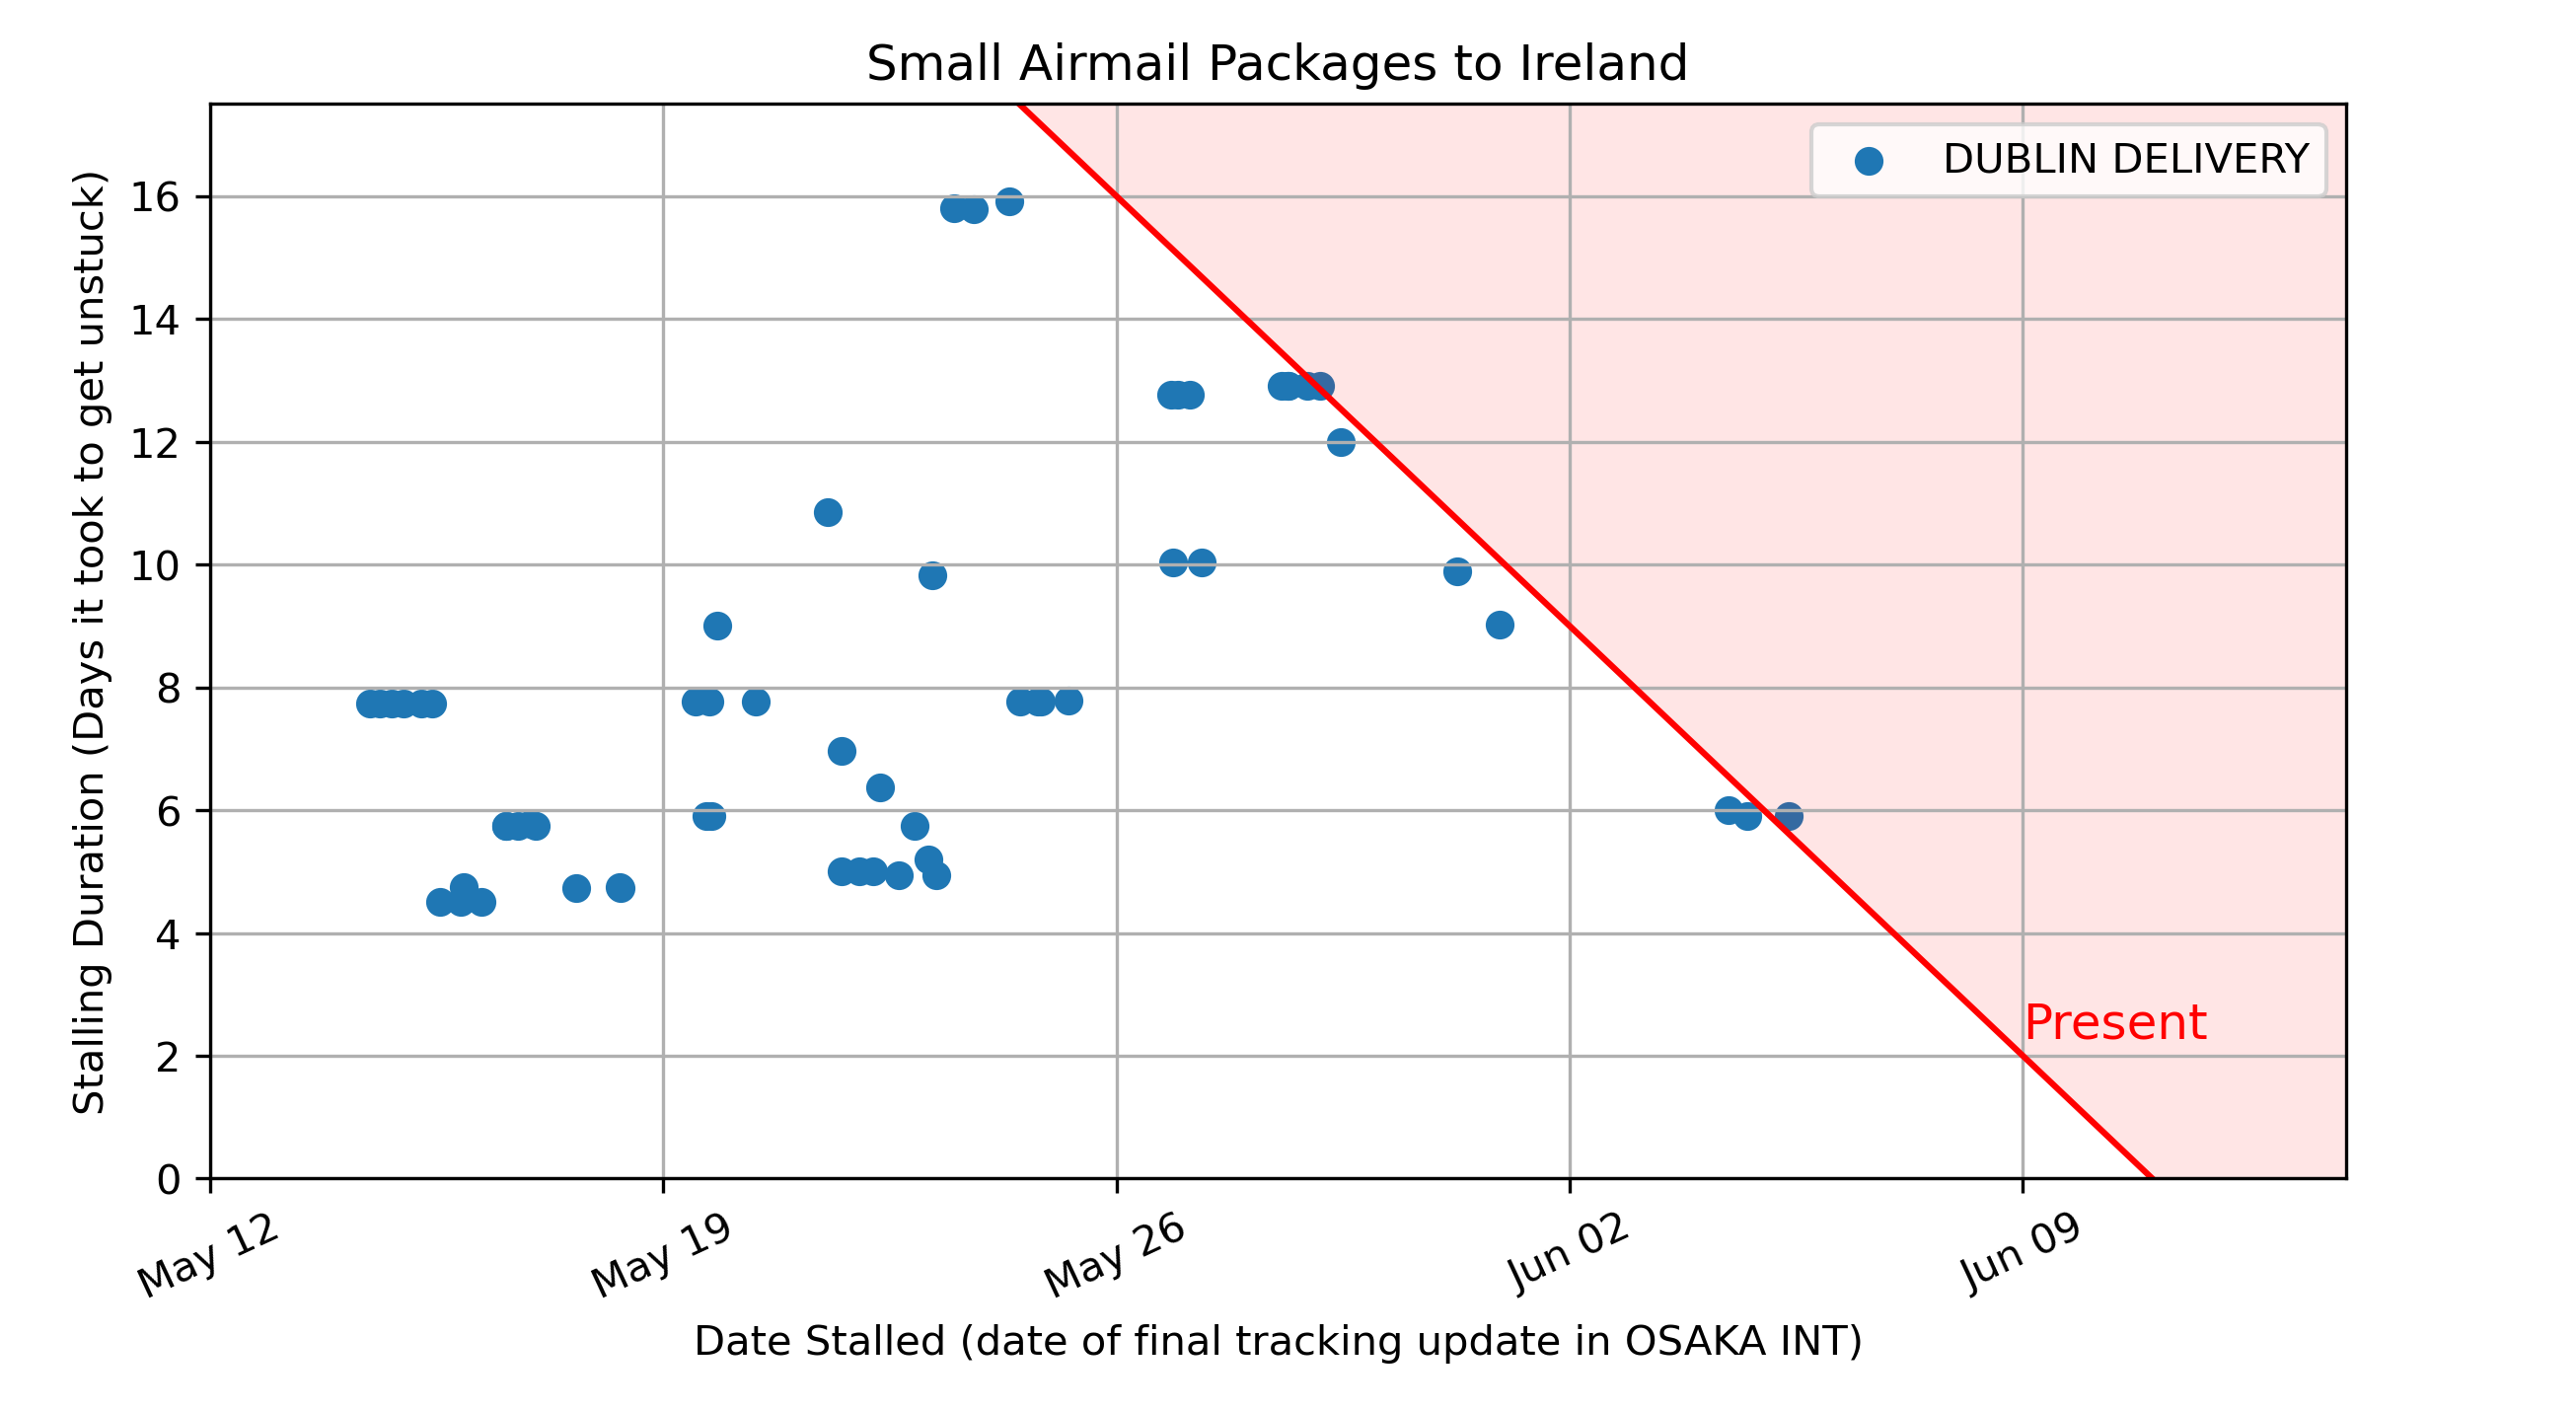 Small Airmail Packages to Ireland
DUBLIN DELIVERY
Stalling Duration (Days it took to get unstuck)
16
14
12
10
8
6
4
2
0
Present
May 12
May 19
May 26
Jun 02
Jun 09
Date Stalled (date of final tracking update in OSAKA INT)